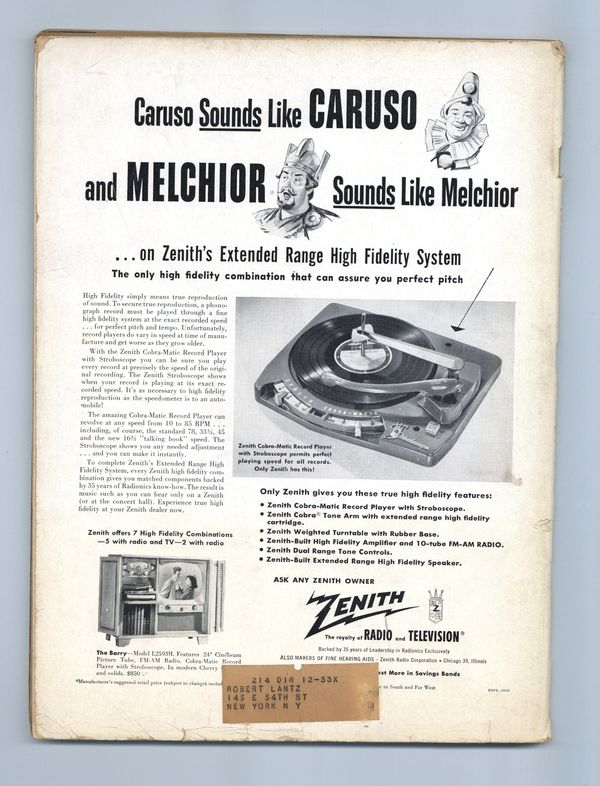 Caruso Sounds Like CARUSO
and MELCHIOR Sounds Like Melchior
...on Zenith's Extended Range High Fidelity System
The only high fidelity combination that can assure you perfect pitch
High Fidelity simply means true reproduction
of sound. To secure true reproduction, a phono-
graph record must be played through a fine
high fidelity system at the exact recorded speed
. . . for perfect pitch and tempo. Unfortunately,
record players do vary in speed at time of manu-
facture and get worse as they grow older.
With the Zenith Cobra-Matic Record Player
with Stroboscope you can be sure you play
every record at precisely the speed of the origi-
nal recording. The Zenith Stroboscope shows
when your record is playing at its exact re-
corded speed. It's as necessary to high fidelity
reproduction as the speedometer is to an auto-
mobile!
The amazing Cobra-Matic Record Player can
revolve at any speed from 10 to 85 RPM . . .
including, of course, the standard 78, 33⅓, 45
and the new 16⅔ "talking book" speed. The
Stroboscope shows you any needed adjustment
. . . and you can make it instantly.
To complete Zenith's Extended Range High
Fidelity System, every Zenith high fidelity com-
bination gives you matched components backed
by 35 years of Radionics know-how. The result is
music such as you can hear only on a Zenith
(or at the concert hall). Experience true high
fidelity at your Zenith dealer now.
Zenith Cobra-Matic Record Player
with Stroboscope permits perfect
playing speed for all records.
Only Zenith has this!
Only Zenith gives you these true high fidelity features:
• Zenith Cobra-Matic Record Player with Stroboscope.
• Zenith Cobra® Tone Arm with extended range high fidelity
cartridge.
• Zenith Weighted Turntable with Rubber Base.
• Zenith-Built High Fidelity Amplifier and 10-tube FM-AM RADIO.
• Zenith Dual Range Tone Controls.
• Zenith-Built Extended Range High Fidelity Speaker.
Zenith offers 7 High Fidelity Combinations
—5 with radio and TV—2 with radio
The Barry—Model L2593H. Features 24" Cinébeam
Picture Tube, FM-AM Radio, Cobra-Matic Record
Player with Stroboscope. In modern Cherry
and solids. $850
*Manufacturer's suggested retail price (subject to change)
ASK ANY ZENITH OWNER
ZENITH
The royalty of RADIO and TELEVISION®
Backed by 35 years of Leadership in Radionics Exclusively
ALSO MAKERS OF FINE HEARING AIDS - Zenith Radio Corporation • Chicago 39, Illinois
More in Savings Bonds
in South and Far West
214 DIR 12-53X
ROBERT LANTZ
145 E 54TH ST
NEW YORK N Y